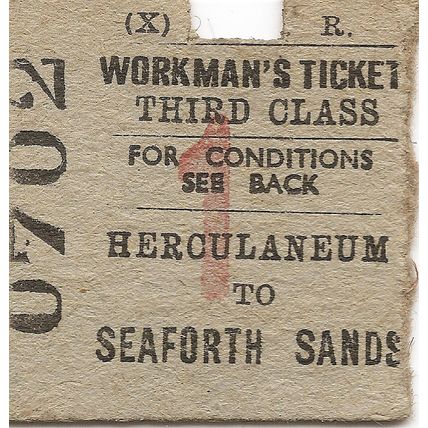 (X) R.
WORKMAN'S TICKET
THIRD CLASS
FOR CONDITIONS
SEE BACK
HERCULANEUM
TO
SEAFORTH SANDS
1
0702